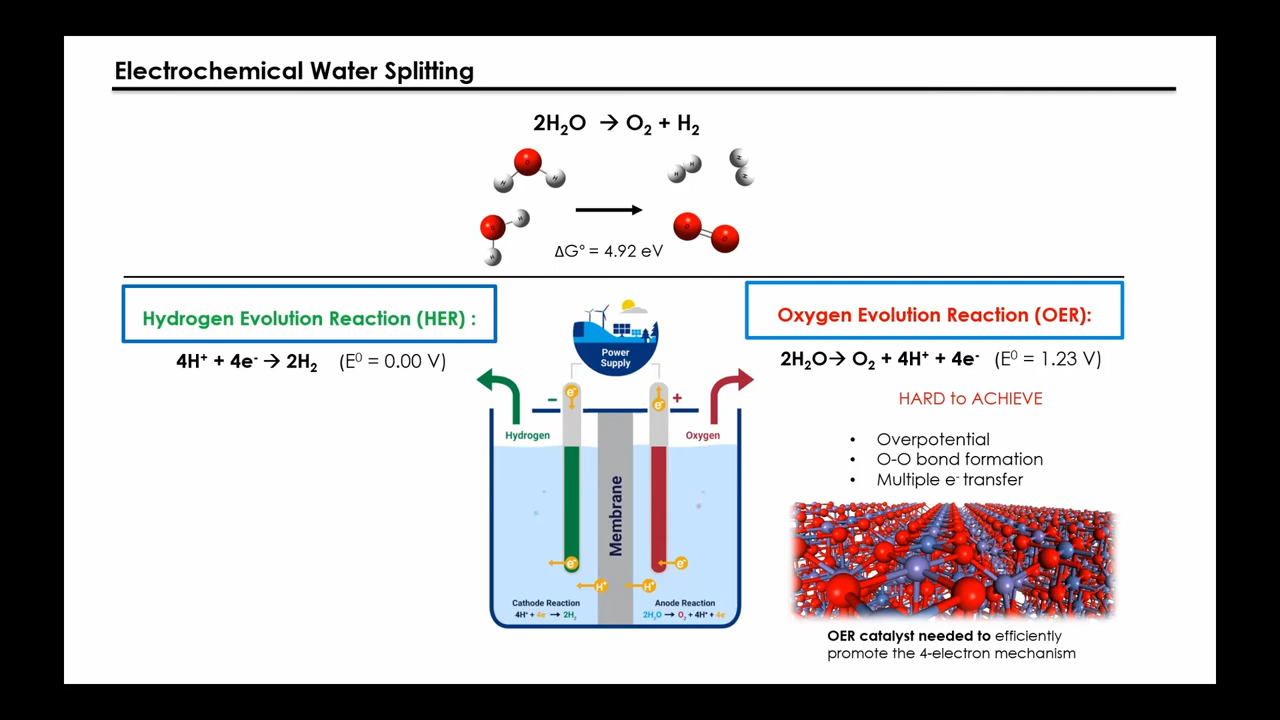 Electrochemical Water Splitting
2H₂O → O₂ + H₂
O
H
H
H
H
H
H
O
H
H
O
O
ΔG° = 4.92 eV
Hydrogen Evolution Reaction (HER) :
4H⁺ + 4e⁻ → 2H₂ (E⁰ = 0.00 V)
Power
Supply
Oxygen Evolution Reaction (OER):
2H₂O→ O₂ + 4H⁺ + 4e⁻ (E⁰ = 1.23 V)
HARD to ACHIEVE
• Overpotential
• O-O bond formation
• Multiple e⁻ transfer
e⁻
e⁻
− +
Hydrogen
Oxygen
Membrane
e⁻
e⁻
H⁺
H⁺
Cathode Reaction
4H⁺ + 4e → 2H₂
Anode Reaction
2H₂O → O₂ + 4H⁺ + 4e
OER catalyst needed to efficiently
promote the 4-electron mechanism